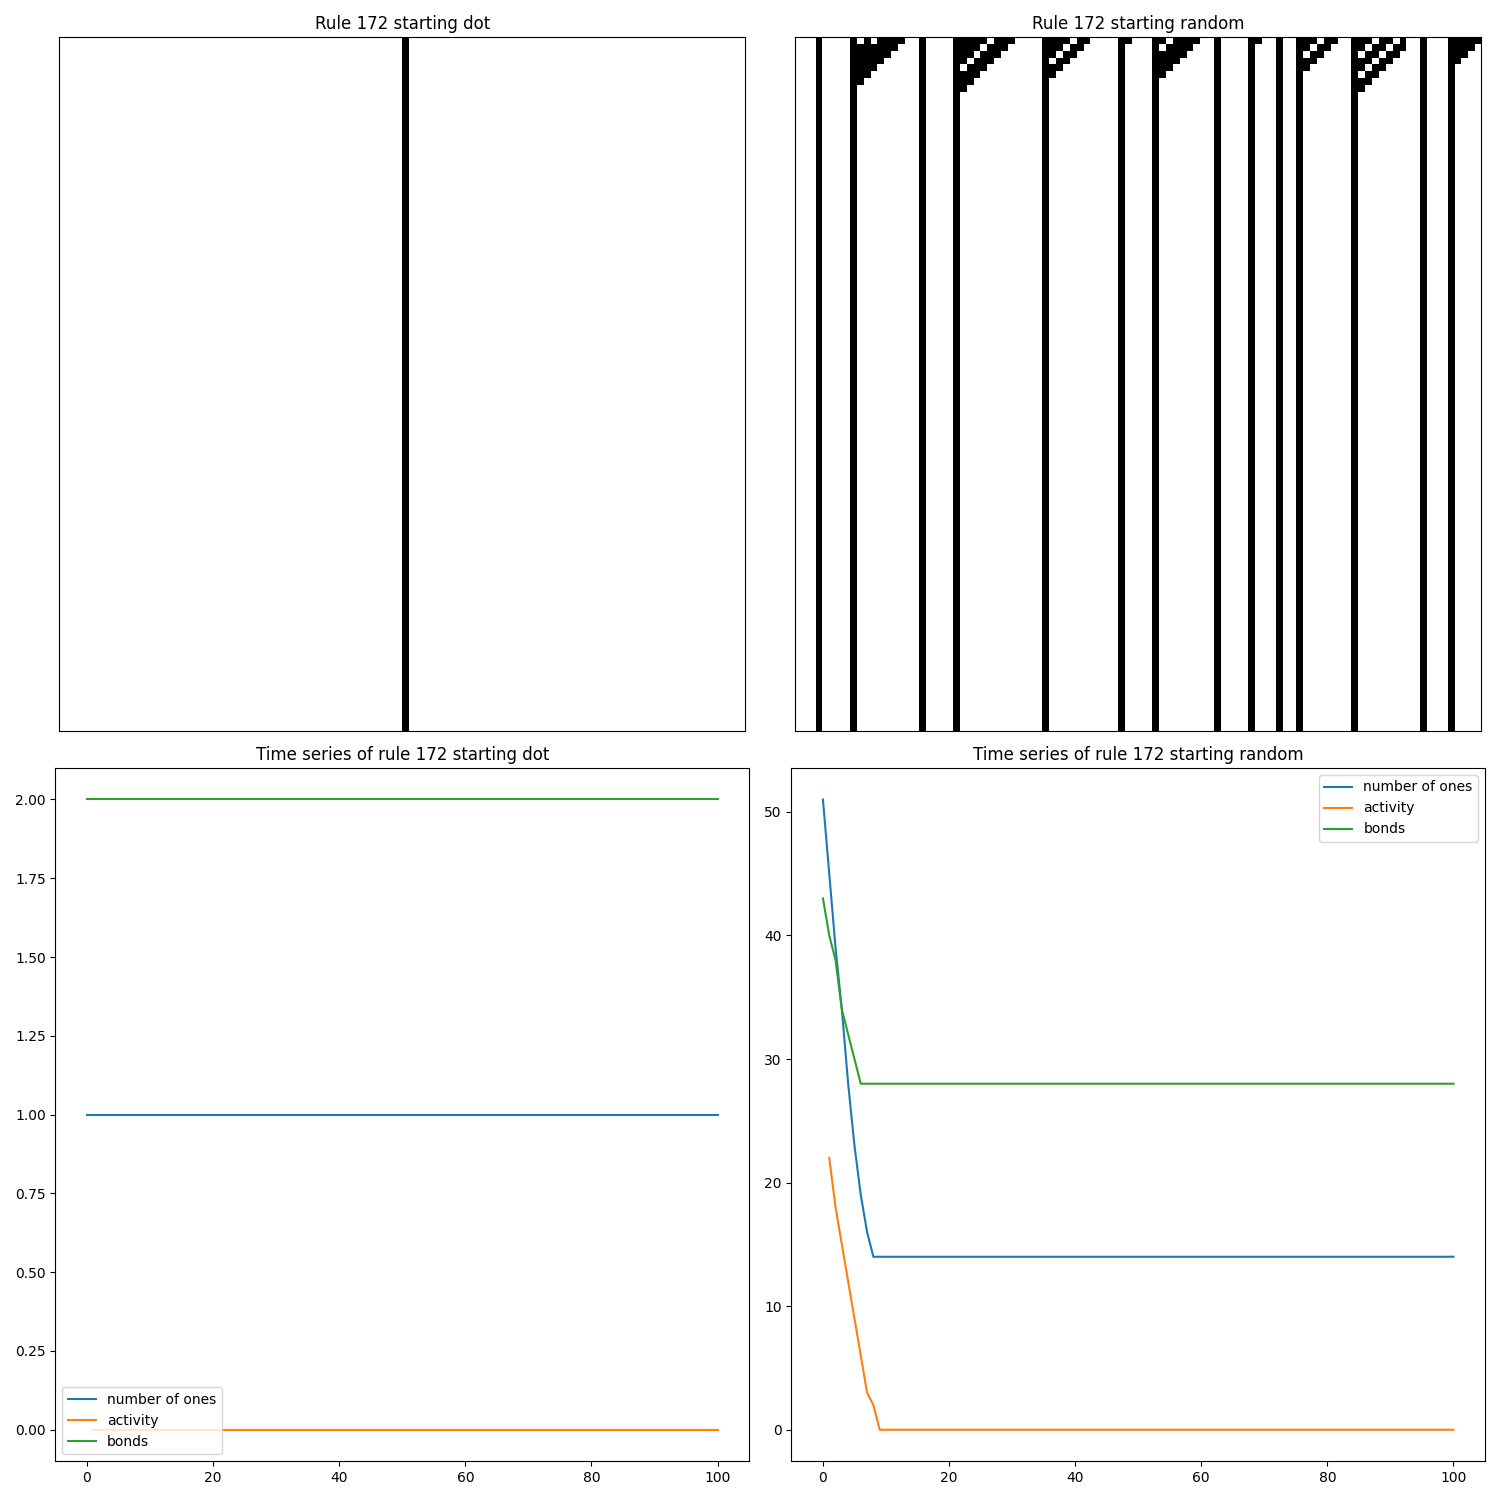 Rule 172 starting dot
Rule 172 starting random
Time series of rule 172 starting dot
2.00
1.75
1.50
1.25
1.00
0.75
0.50
0.25
0.00
number of ones
activity
bonds
0 20 40 60 80 100
Time series of rule 172 starting random
50
40
30
20
10
0
number of ones
activity
bonds
0 20 40 60 80 100